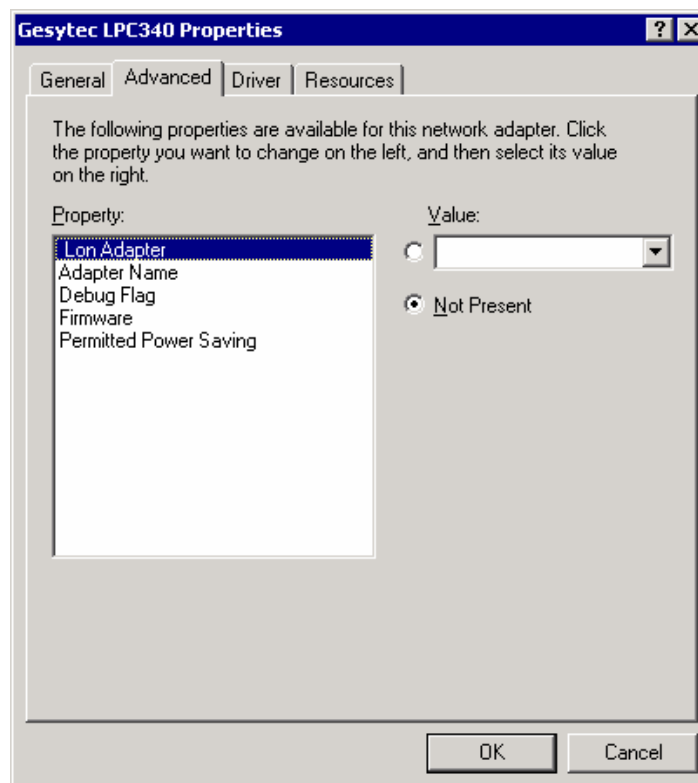 Gesytec LPC340 Properties
General Advanced Driver Resources
The following properties are available for this network adapter. Click
the property you want to change on the left, and then select its value
on the right.
Property: Value:
Lon Adapter
Adapter Name
Debug Flag
Firmware
Permitted Power Saving
Not Present
OK Cancel